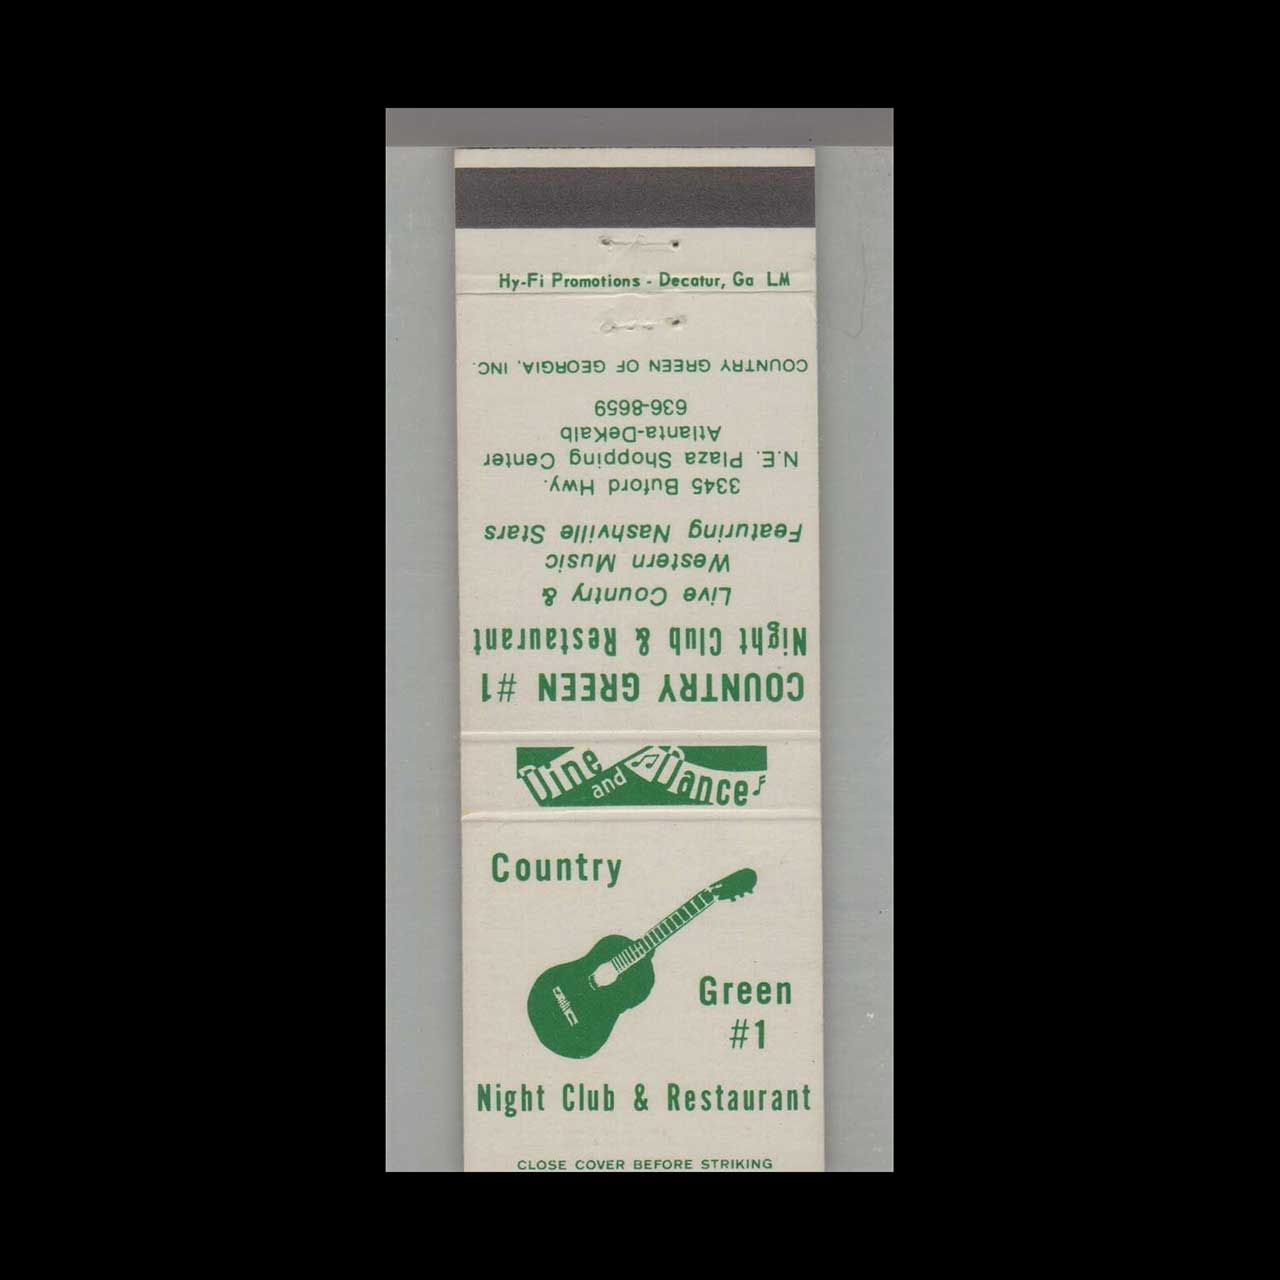 Hy-Fi Promotions - Decatur, Ga LM
COUNTRY GREEN #1
Night Club & Restaurant
Live Country &
Western Music
Featuring Nashville Stars
3345 Buford Hwy.
N.E. Plaza Shopping Center
Atlanta-DeKalb
636-8659
COUNTRY GREEN OF GEORGIA, INC.
Dine and Dance
Country
Green
#1
Night Club & Restaurant
CLOSE COVER BEFORE STRIKING